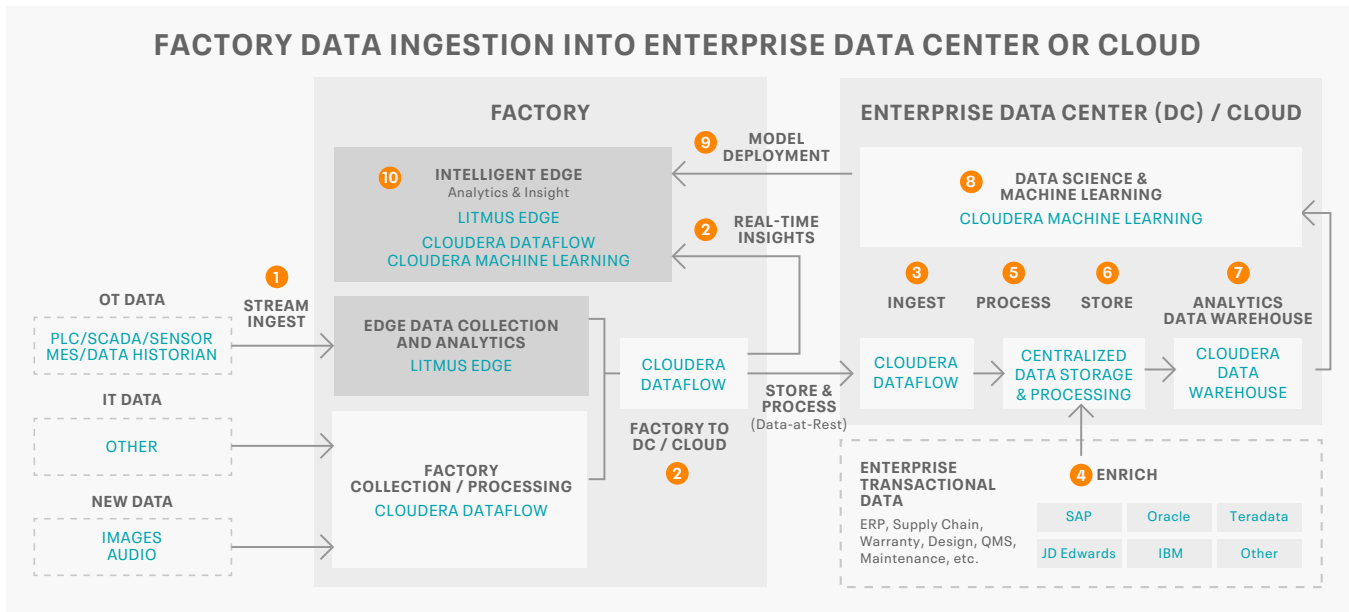 FACTORY DATA INGESTION INTO ENTERPRISE DATA CENTER OR CLOUD
FACTORY
ENTERPRISE DATA CENTER (DC) / CLOUD
10
INTELLIGENT EDGE
Analytics & Insight
LITMUS EDGE
CLOUDERA DATAFLOW
CLOUDERA MACHINE LEARNING
9
MODEL
DEPLOYMENT
2
REAL-TIME
INSIGHTS
8
DATA SCIENCE &
MACHINE LEARNING
CLOUDERA MACHINE LEARNING
1
STREAM
INGEST
OT DATA
PLC/SCADA/SENSOR
MES/DATA HISTORIAN
IT DATA
OTHER
NEW DATA
IMAGES
AUDIO
EDGE DATA COLLECTION
AND ANALYTICS
LITMUS EDGE
FACTORY
COLLECTION / PROCESSING
CLOUDERA DATAFLOW
CLOUDERA
DATAFLOW
FACTORY TO
DC / CLOUD
2
STORE &
PROCESS
(Data-at-Rest)
3
INGEST
CLOUDERA
DATAFLOW
5
PROCESS
6
STORE
CENTRALIZED
DATA STORAGE
& PROCESSING
7
ANALYTICS
DATA WAREHOUSE
CLOUDERA
DATA
WAREHOUSE
ENTERPRISE
TRANSACTIONAL
DATA
ERP, Supply Chain,
Warranty, Design, QMS,
Maintenance, etc.
4 ENRICH
SAP
Oracle
Teradata
JD Edwards
IBM
Other